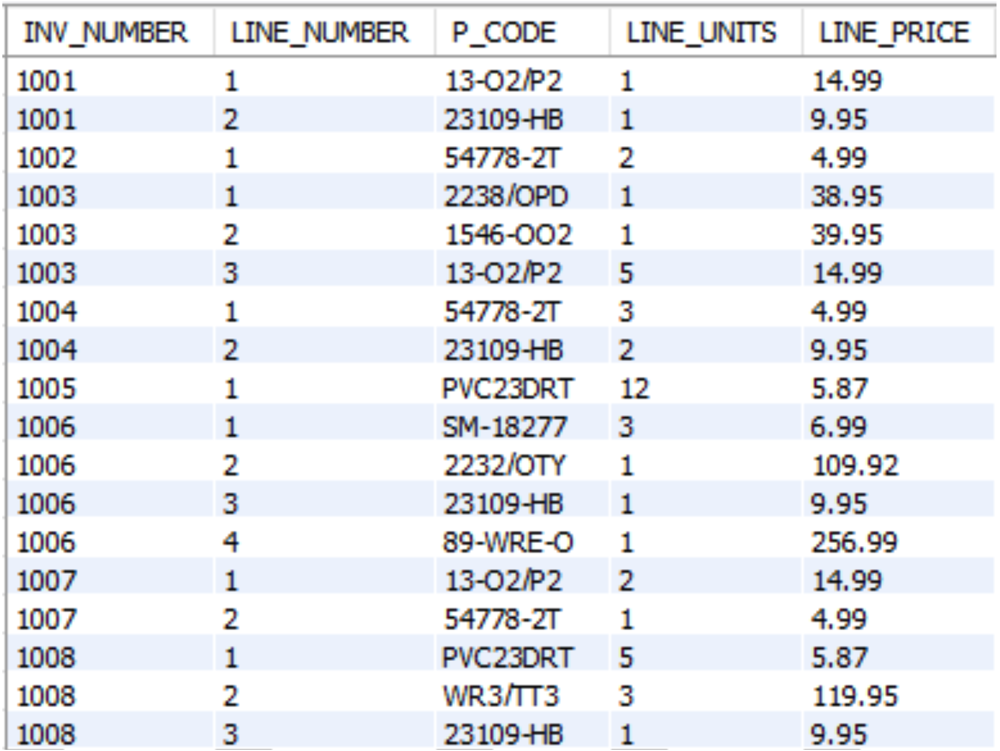 INV_NUMBER LINE_NUMBER P_CODE LINE_UNITS LINE_PRICE
1001 1 13-O2/P2 1 14.99
1001 2 23109-HB 1 9.95
1002 1 54778-2T 2 4.99
1003 1 2238/OPD 1 38.95
1003 2 1546-OO2 1 39.95
1003 3 13-O2/P2 5 14.99
1004 1 54778-2T 3 4.99
1004 2 23109-HB 2 9.95
1005 1 PVC23DRT 12 5.87
1006 1 SM-18277 3 6.99
1006 2 2232/OTY 1 109.92
1006 3 23109-HB 1 9.95
1006 4 89-WRE-O 1 256.99
1007 1 13-O2/P2 2 14.99
1007 2 54778-2T 1 4.99
1008 1 PVC23DRT 5 5.87
1008 2 WR3/TT3 3 119.95
1008 3 23109-HB 1 9.95